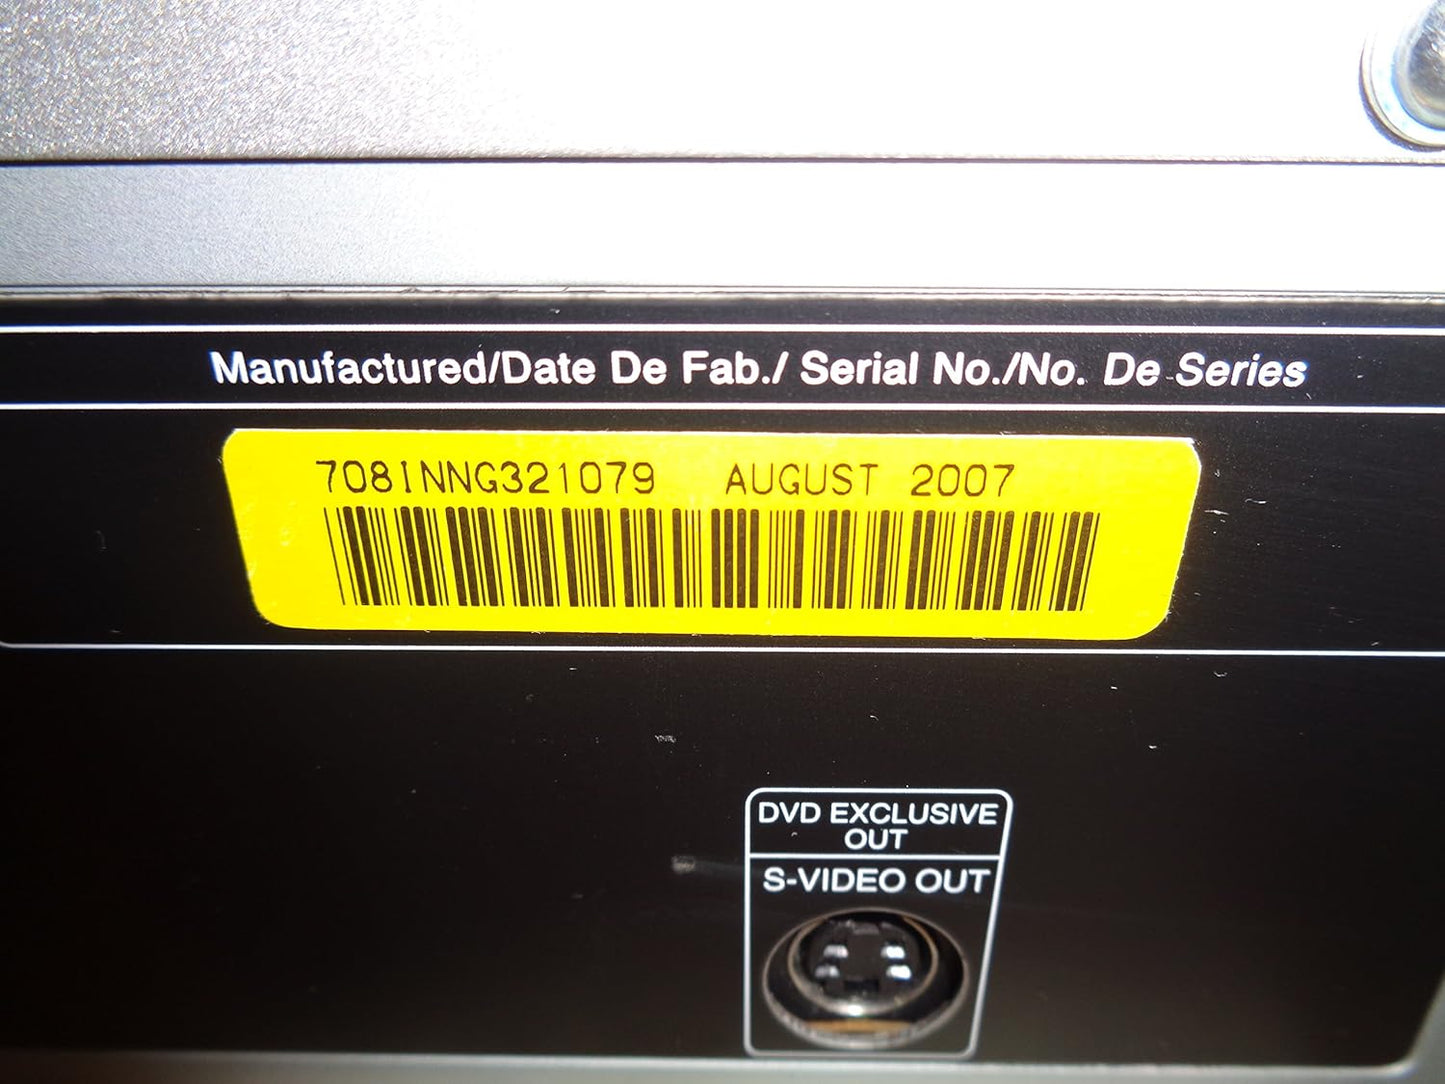 Manufactured/Date De Fab./ Serial No./No. De Series
708INNG321079 AUGUST 2007
DVD EXCLUSIVE
OUT
S-VIDEO OUT